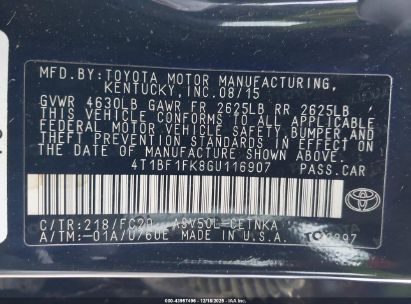 MFD.BY:TOYOTA MOTOR MANUFACTURING,
KENTUCKY,INC.08/15
GVWR 4630LB GAWR FR 2625LB RR 2625LB
THIS VEHICLE CONFORMS TO ALL APPLICABLE
FEDERAL MOTOR VEHICLE SAFETY,BUMPER,AND
THEFT PREVENTION STANDARDS IN EFFECT ON
THE DATE OF MANUFACTURE SHOWN ABOVE.
4T1BF1FK8GU116907 PASS.CAR
C/TR:218/FC20 ASV50L-CETNKA
A/TM:-01A/U760E MADE IN U.S.A.